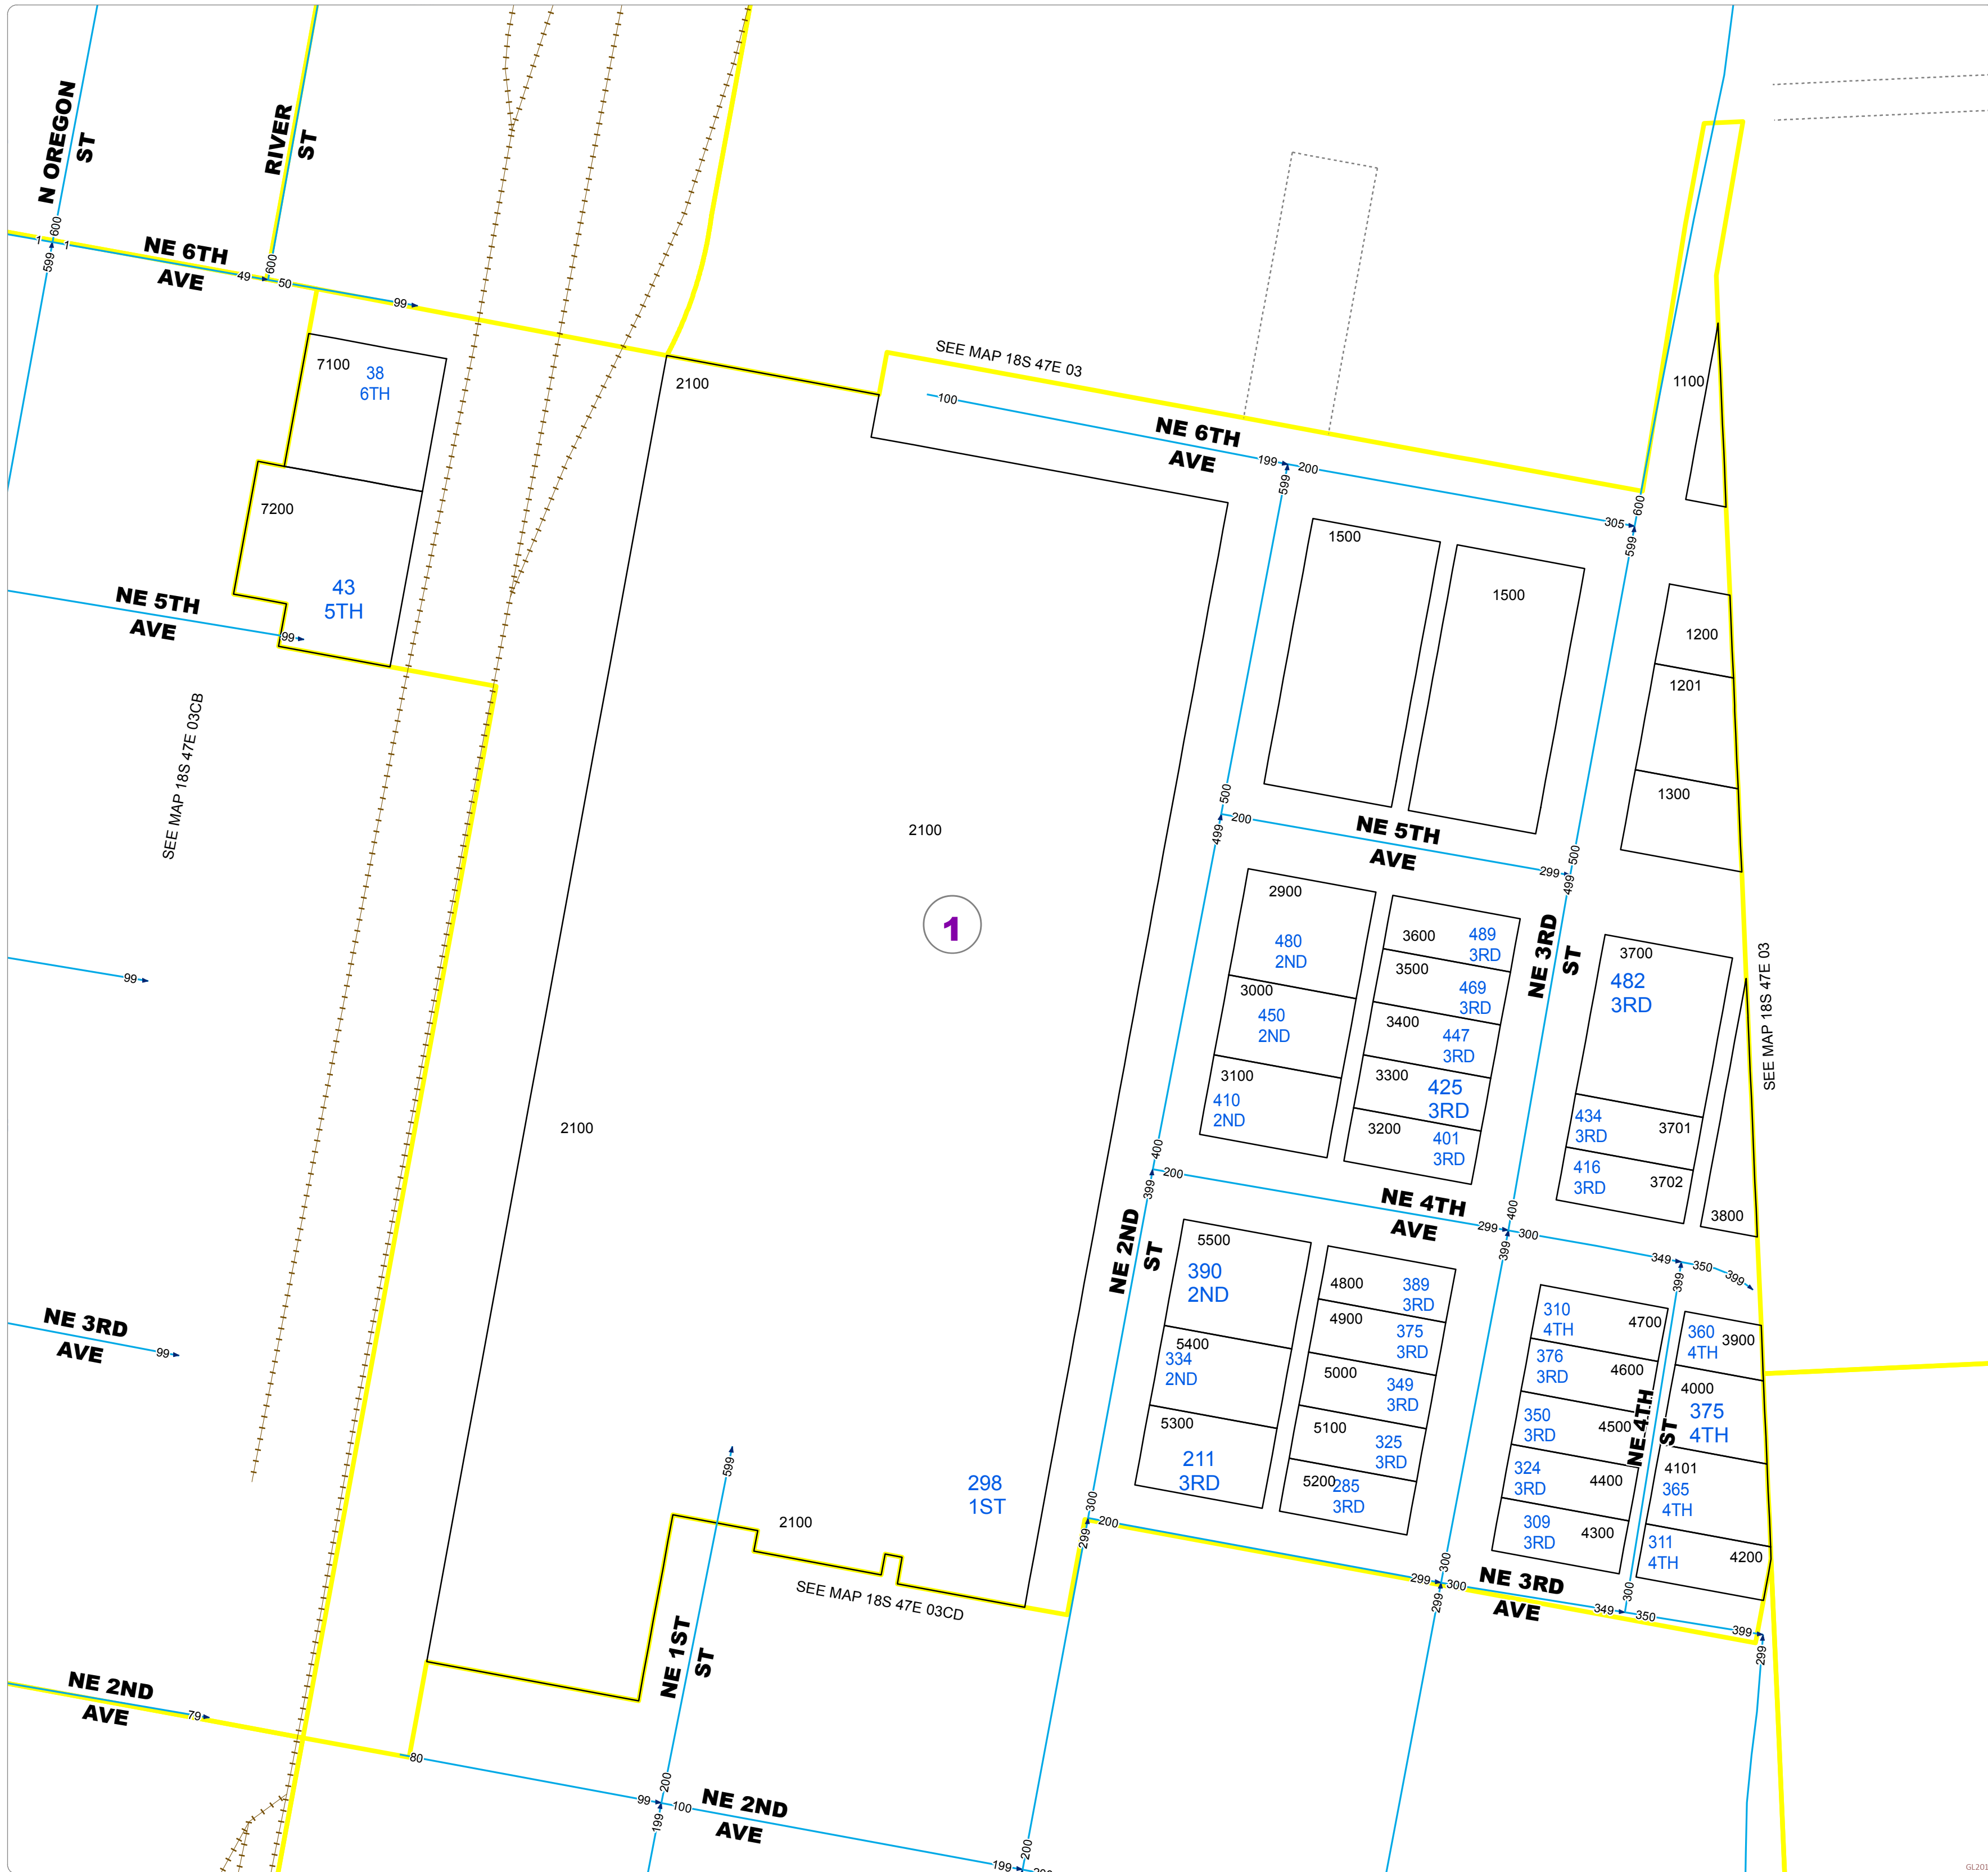 N OREGON
ST
RIVER
ST
600
599
1
1
NE 6TH
AVE
49
600
50
99
7100
38
6TH
7200
43
5TH
NE 5TH
AVE
99
SEE MAP 18S 47E 03CB
99
NE 3RD
AVE
99
NE 2ND
AVE
79
80
2100
SEE MAP 18S 47E 03
100
NE 6TH
AVE
199
200
599
305
600
599
1100
1500
1500
1200
1201
1300
2100
1
2100
500
499
200
NE 5TH
AVE
299
500
499
2900
480
2ND
3000
450
2ND
3100
410
2ND
3600
489
3RD
3500
469
3RD
3400
447
3RD
3300
425
3RD
3200
401
3RD
NE 3RD
ST
3700
482
3RD
434
3RD
3701
416
3RD
3702
3800
SEE MAP 18S 47E 03
400
399
200
NE 4TH
AVE
299
400
399
300
349
350
399
399
NE 2ND
ST
5500
390
2ND
5400
334
2ND
5300
211
3RD
4800
389
3RD
4900
375
3RD
5000
349
3RD
5100
325
3RD
5200
285
3RD
310
4TH
4700
376
3RD
4600
350
3RD
4500
324
3RD
4400
309
3RD
4300
NE 4TH
ST
360
4TH
3900
4000
375
4TH
4101
365
4TH
311
4TH
4200
599
298
1ST
2100
SEE MAP 18S 47E 03CD
300
299
200
299
300
300
299
NE 3RD
AVE
349
300
350
399
299
NE 1ST
ST
200
99
100
199
NE 2ND
AVE
200
199
GL201